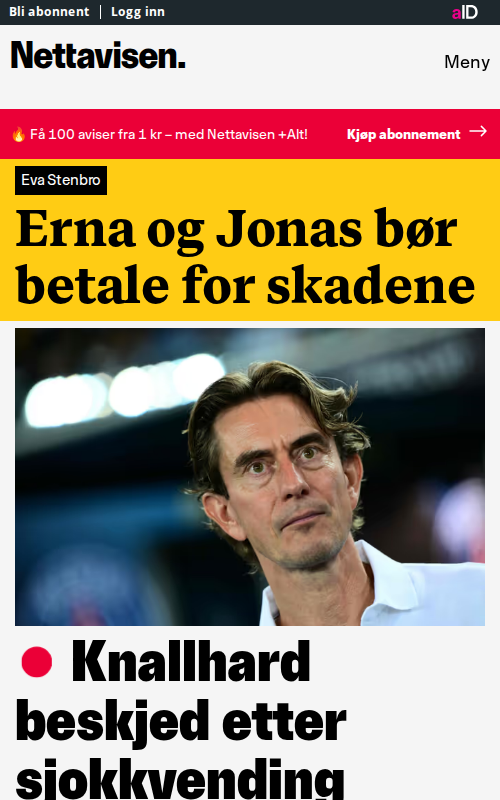 Bli abonnent
Logg inn
aID
Nettavisen.
Meny
🔥 Få 100 aviser fra 1 kr – med Nettavisen +Alt!
Kjøp abonnement →
Eva Stenbro
Erna og Jonas bør
betale for skadene
Knallhard
beskjed etter
sjokkvending